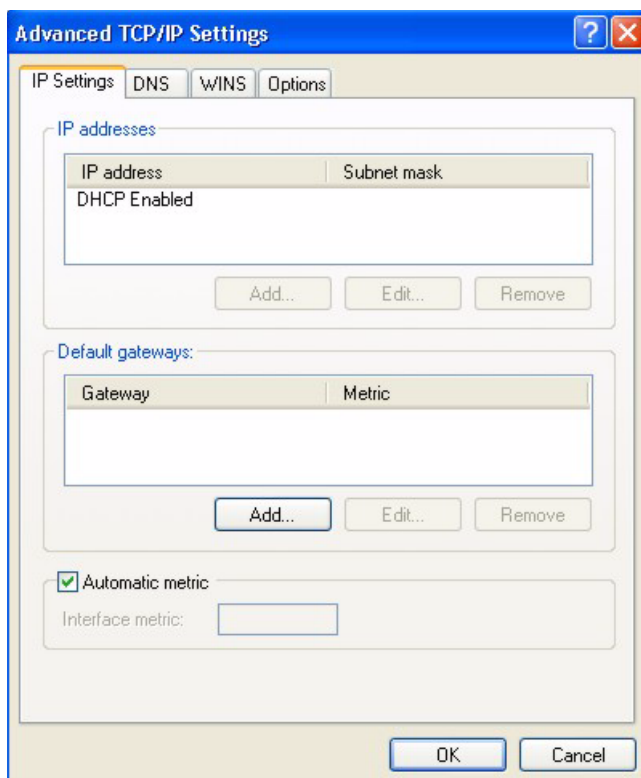 Advanced TCP/IP Settings
IP Settings DNS WINS Options
IP addresses
IP address Subnet mask
DHCP Enabled
Add... Edit... Remove
Default gateways:
Gateway Metric
Add... Edit... Remove
Automatic metric
Interface metric:
OK Cancel